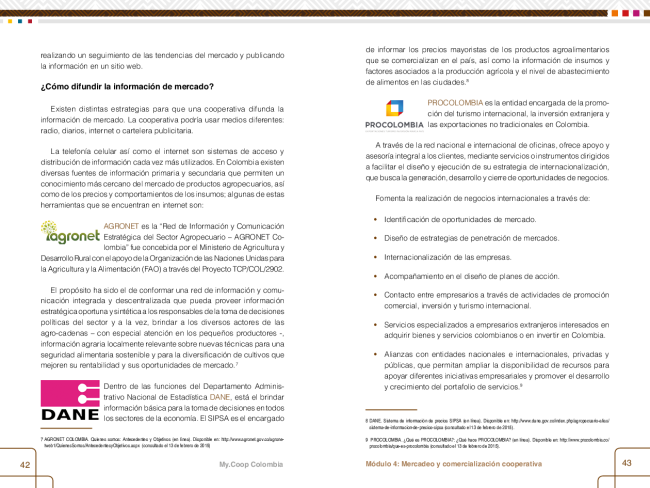 realizando un seguimiento de las tendencias del mercado y publicando
la información en un sitio web.
¿Cómo difundir la información de mercado?
Existen distintas estrategias para que una cooperativa difunda la
información de mercado. La cooperativa podría usar medios diferentes:
radio, diarios, internet o cartelera publicitaria.
La telefonía celular así como el internet son sistemas de acceso y
distribución de información cada vez más utilizados. En Colombia existen
diversas fuentes de información primaria y secundaria que permiten un
conocimiento más cercano del mercado de productos agropecuarios, así
como de los precios y comportamientos de los insumos; algunas de estas
herramientas que se encuentran en internet son:
agronet
AGRONET es la “Red de Información y Comunicación
Estratégica del Sector Agropecuario – AGRONET Co-
lombia” fue concebida por el Ministerio de Agricultura y
Desarrollo Rural con el apoyo de la Organización de las Naciones Unidas para
la Agricultura y la Alimentación (FAO) a través del Proyecto TCP/COL/2902.
El propósito ha sido el de conformar una red de información y comu-
nicación integrada y descentralizada que pueda proveer información
estratégica oportuna y sintética a los responsables de la toma de decisiones
políticas del sector y a la vez, brindar a los diversos actores de las
agro-cadenas – con especial atención en los pequeños productores -,
información agraria localmente relevante sobre nuevas técnicas para una
seguridad alimentaria sostenible y para la diversificación de cultivos que
mejoren su rentabilidad y sus oportunidades de mercado.7
DANE
Dentro de las funciones del Departamento Adminis-
trativo Nacional de Estadística DANE, está el brindar
información básica para la toma de decisiones en todos
los sectores de la economía. El SIPSA es el encargado
7 AGRONET COLOMBIA. Quienes somos: Antecedentes y Objetivos (en línea). Disponible en: http://www.agronet.gov.co/agrone-
tweb1/QuienesSomos/AntecedentesyObjetivos.aspx (consultado el 13 de febrero de 2015)
42
My.Coop Colombia
de informar los precios mayoristas de los productos agroalimentarios
que se comercializan en el país, así como la información de insumos y
factores asociados a la producción agrícola y el nivel de abastecimiento
de alimentos en las ciudades.8
PROCOLOMBIA
PROCOLOMBIA es la entidad encargada de la promo-
ción del turismo internacional, la inversión extranjera y
las exportaciones no tradicionales en Colombia.
A través de la red nacional e internacional de oficinas, ofrece apoyo y
asesoría integral a los clientes, mediante servicios o instrumentos dirigidos
a facilitar el diseño y ejecución de su estrategia de internacionalización,
que busca la generación, desarrollo y cierre de oportunidades de negocios.
Fomenta la realización de negocios internacionales a través de:
• Identificación de oportunidades de mercado.
• Diseño de estrategias de penetración de mercados.
• Internacionalización de las empresas.
• Acompañamiento en el diseño de planes de acción.
• Contacto entre empresarios a través de actividades de promoción
comercial, inversión y turismo internacional.
• Servicios especializados a empresarios extranjeros interesados en
adquirir bienes y servicios colombianos o en invertir en Colombia.
• Alianzas con entidades nacionales e internacionales, privadas y
públicas, que permitan ampliar la disponibilidad de recursos para
apoyar diferentes iniciativas empresariales y promover el desarrollo
y crecimiento del portafolio de servicios.9
8 DANE. Sistema de información de precios SIPSA (en línea). Disponible en: http://www.dane.gov.co/index.php/agropecuario-alias/
sistema-de-informacion-de-precios-sipsa (consultado el 13 de febrero de 2015).
9 PROCOLOMBIA. ¿Qué es PROCOLOMBIA?: ¿Qué hace PROCOLOMBIA? (en línea). Disponible en: http://www.procolombia.co/
procolombia/que-es-procolombia (consultado el 13 de febrero de 2015).
Módulo 4: Mercadeo y comercialización cooperativa
43